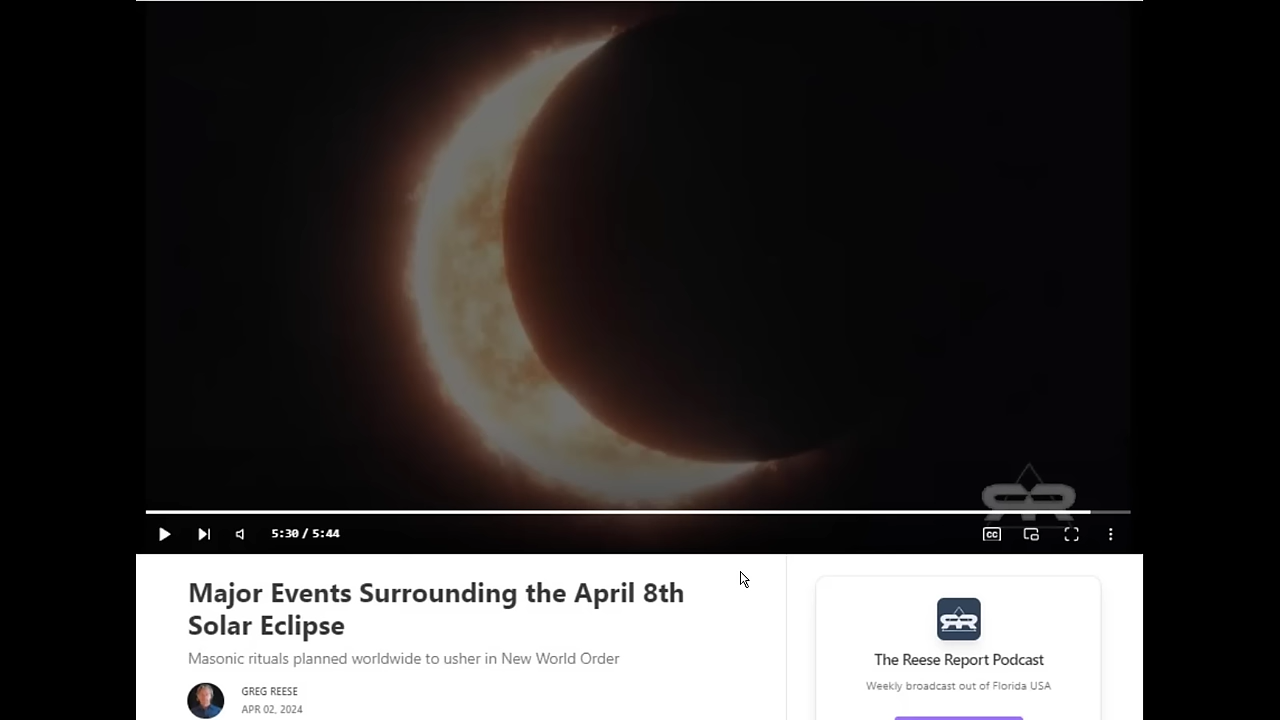 5:30 / 5:44
CC
Major Events Surrounding the April 8th
Solar Eclipse
Masonic rituals planned worldwide to usher in New World Order
GREG REESE
APR 02, 2024
The Reese Report Podcast
Weekly broadcast out of Florida USA